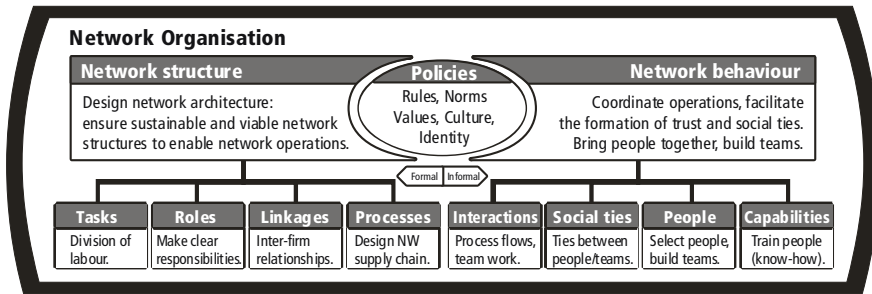 Network Organisation
Network structure
Design network architecture:
ensure sustainable and viable network
structures to enable network operations.
Policies
Rules, Norms
Values, Culture,
Identity
Network behaviour
Coordinate operations, facilitate
the formation of trust and social ties.
Bring people together, build teams.
Formal Informal
Tasks
Division of
labour.
Roles
Make clear
responsibilities.
Linkages
Inter-firm
relationships.
Processes
Design NW
supply chain.
Interactions
Process flows,
team work.
Social ties
Ties between
people/teams.
People
Select people,
build teams.
Capabilities
Train people
(know-how).